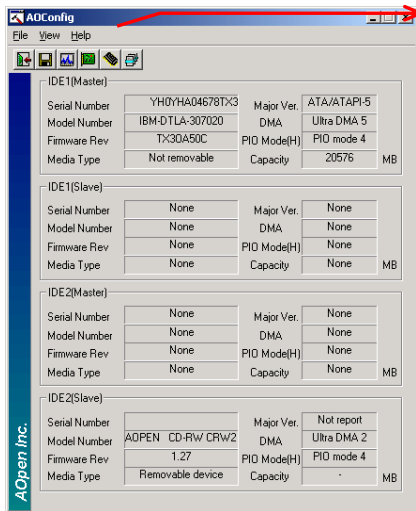 AOConfig
File View Help
IDE1(Master)
Serial Number YH0YHA04678TX3 Major Ver. ATA/ATAPI-5
Model Number IBM-DTLA-307020 DMA Ultra DMA 5
Firmware Rev TX3OA50C PIO Mode(H) PIO mode 4
Media Type Not removable Capacity 20576 MB
IDE1(Slave)
Serial Number None Major Ver. None
Model Number None DMA None
Firmware Rev None PIO Mode(H) None
Media Type None Capacity None MB
IDE2(Master)
Serial Number None Major Ver. None
Model Number None DMA None
Firmware Rev None PIO Mode(H) None
Media Type None Capacity None MB
IDE2(Slave)
Serial Number Major Ver. Not report
Model Number AOPEN CD-RW CRW2 DMA Ultra DMA 2
Firmware Rev 1.27 PIO Mode(H) PIO mode 4
Media Type Removable device Capacity - MB
AOpen Inc.